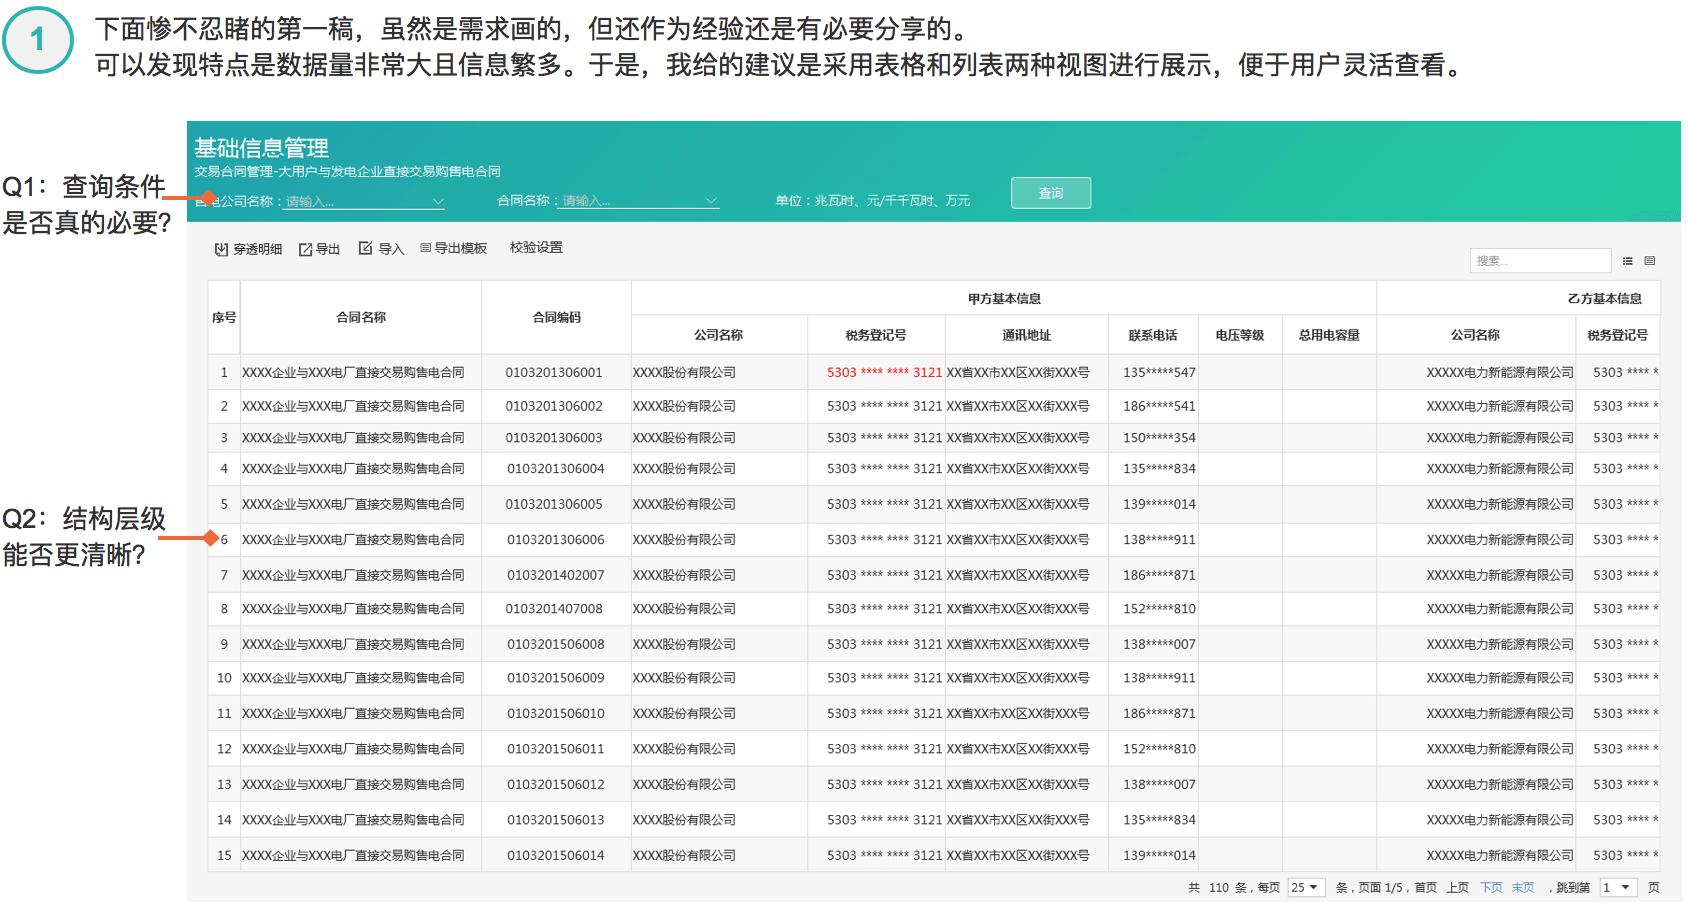 1
下面惨不忍睹的第一稿，虽然是需求画的，但还作为经验还是有必要分享的。
可以发现特点是数据量非常大且信息繁多。于是，我给的建议是采用表格和列表两种视图进行展示，便于用户灵活查看。
Q1：查询条件
是否真的必要？
Q2：结构层级
能否更清晰？
基础信息管理
交易合同管理-大用户与发电企业直接交易购售电合同
电公司名称：请输入... 合同名称：请输入... 单位：兆瓦时、元/千千瓦时、万元 查询
穿透明细 导出 导入 导出模板 校验设置
搜索...
序号 合同名称 合同编码 甲方基本信息 乙方基本信息
公司名称 税务登记号 通讯地址 联系电话 电压等级 总用电容量 公司名称 税务登记号
1 XXXX企业与XXX电厂直接交易购售电合同 0103201306001 XXXX股份有限公司 5303 **** **** 3121 XX省XX市XX区XX街XXX号 135*****547 XXXXX电力新能源有限公司 5303 **** *
2 XXXX企业与XXX电厂直接交易购售电合同 0103201306002 XXXX股份有限公司 5303 **** **** 3121 XX省XX市XX区XX街XXX号 186*****541 XXXXX电力新能源有限公司 5303 **** *
3 XXXX企业与XXX电厂直接交易购售电合同 0103201306003 XXXX股份有限公司 5303 **** **** 3121 XX省XX市XX区XX街XXX号 150*****354 XXXXX电力新能源有限公司 5303 **** *
4 XXXX企业与XXX电厂直接交易购售电合同 0103201306004 XXXX股份有限公司 5303 **** **** 3121 XX省XX市XX区XX街XXX号 135*****834 XXXXX电力新能源有限公司 5303 **** *
5 XXXX企业与XXX电厂直接交易购售电合同 0103201306005 XXXX股份有限公司 5303 **** **** 3121 XX省XX市XX区XX街XXX号 139*****014 XXXXX电力新能源有限公司 5303 **** *
6 XXXX企业与XXX电厂直接交易购售电合同 0103201306006 XXXX股份有限公司 5303 **** **** 3121 XX省XX市XX区XX街XXX号 138*****911 XXXXX电力新能源有限公司 5303 **** *
7 XXXX企业与XXX电厂直接交易购售电合同 0103201402007 XXXX股份有限公司 5303 **** **** 3121 XX省XX市XX区XX街XXX号 186*****871 XXXXX电力新能源有限公司 5303 **** *
8 XXXX企业与XXX电厂直接交易购售电合同 0103201407008 XXXX股份有限公司 5303 **** **** 3121 XX省XX市XX区XX街XXX号 152*****810 XXXXX电力新能源有限公司 5303 **** *
9 XXXX企业与XXX电厂直接交易购售电合同 0103201506008 XXXX股份有限公司 5303 **** **** 3121 XX省XX市XX区XX街XXX号 138*****007 XXXXX电力新能源有限公司 5303 **** *
10 XXXX企业与XXX电厂直接交易购售电合同 0103201506009 XXXX股份有限公司 5303 **** **** 3121 XX省XX市XX区XX街XXX号 138*****911 XXXXX电力新能源有限公司 5303 **** *
11 XXXX企业与XXX电厂直接交易购售电合同 0103201506010 XXXX股份有限公司 5303 **** **** 3121 XX省XX市XX区XX街XXX号 186*****871 XXXXX电力新能源有限公司 5303 **** *
12 XXXX企业与XXX电厂直接交易购售电合同 0103201506011 XXXX股份有限公司 5303 **** **** 3121 XX省XX市XX区XX街XXX号 152*****810 XXXXX电力新能源有限公司 5303 **** *
13 XXXX企业与XXX电厂直接交易购售电合同 0103201506012 XXXX股份有限公司 5303 **** **** 3121 XX省XX市XX区XX街XXX号 138*****007 XXXXX电力新能源有限公司 5303 **** *
14 XXXX企业与XXX电厂直接交易购售电合同 0103201506013 XXXX股份有限公司 5303 **** **** 3121 XX省XX市XX区XX街XXX号 135*****834 XXXXX电力新能源有限公司 5303 **** *
15 XXXX企业与XXX电厂直接交易购售电合同 0103201506014 XXXX股份有限公司 5303 **** **** 3121 XX省XX市XX区XX街XXX号 139*****014 XXXXX电力新能源有限公司 5303 **** *
共 110 条，每页 25 条，页面 1/5，首页 上页 下页 末页 ，跳到第 1 页